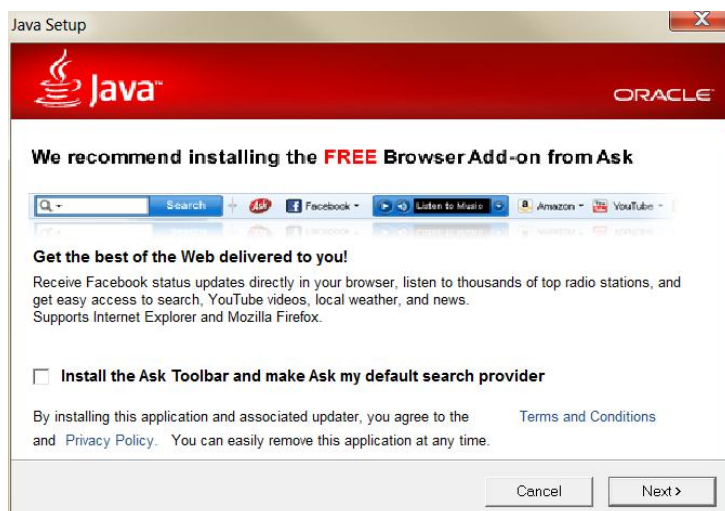 Java Setup
X
Java™
ORACLE
We recommend installing the FREE Browser Add-on from Ask
Search Ask Facebook Listen to Music a Amazon YouTube
Get the best of the Web delivered to you!
Receive Facebook status updates directly in your browser, listen to thousands of top radio stations, and
get easy access to search, YouTube videos, local weather, and news.
Supports Internet Explorer and Mozilla Firefox.
Install the Ask Toolbar and make Ask my default search provider
By installing this application and associated updater, you agree to the Terms and Conditions
and Privacy Policy. You can easily remove this application at any time.
Cancel Next >